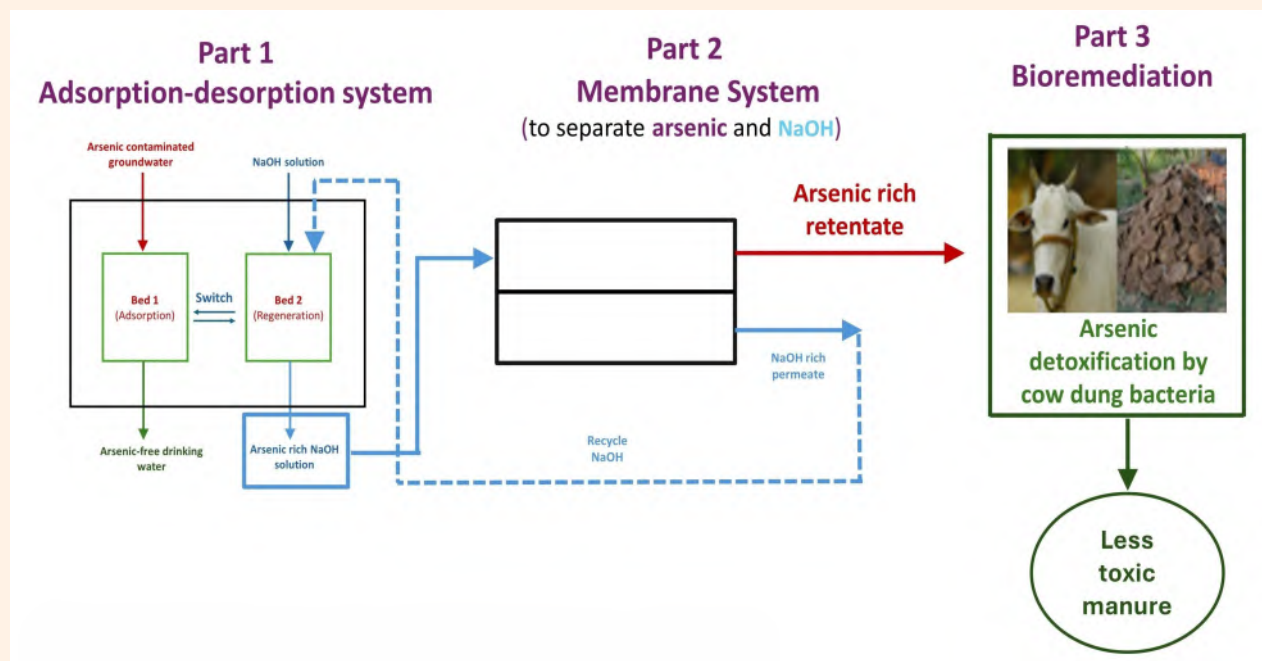 Part 1
Adsorption-desorption system
Arsenic contaminated
groundwater
NaOH solution
Bed 1
(Adsorption)
Switch
Bed 2
(Regeneration)
Arsenic-free drinking
water
Arsenic rich NaOH
solution
Part 2
Membrane System
(to separate arsenic and NaOH)
Arsenic rich
retentate
NaOH rich
permeate
Recycle
NaOH
Part 3
Bioremediation
Arsenic
detoxification by
cow dung bacteria
Less
toxic
manure